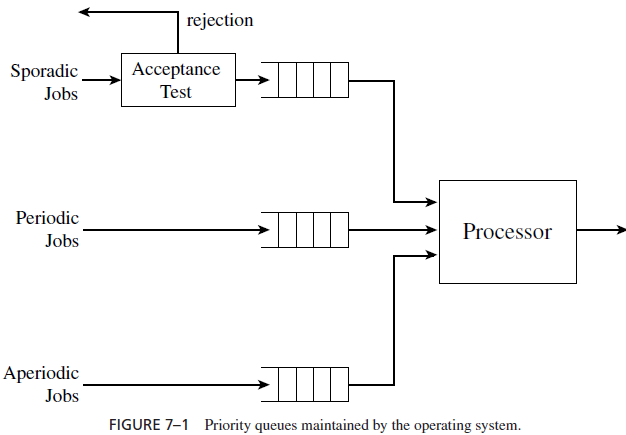 rejection
Sporadic
Jobs
Acceptance
Test
Periodic
Jobs
Processor
Aperiodic
Jobs
FIGURE 7–1 Priority queues maintained by the operating system.